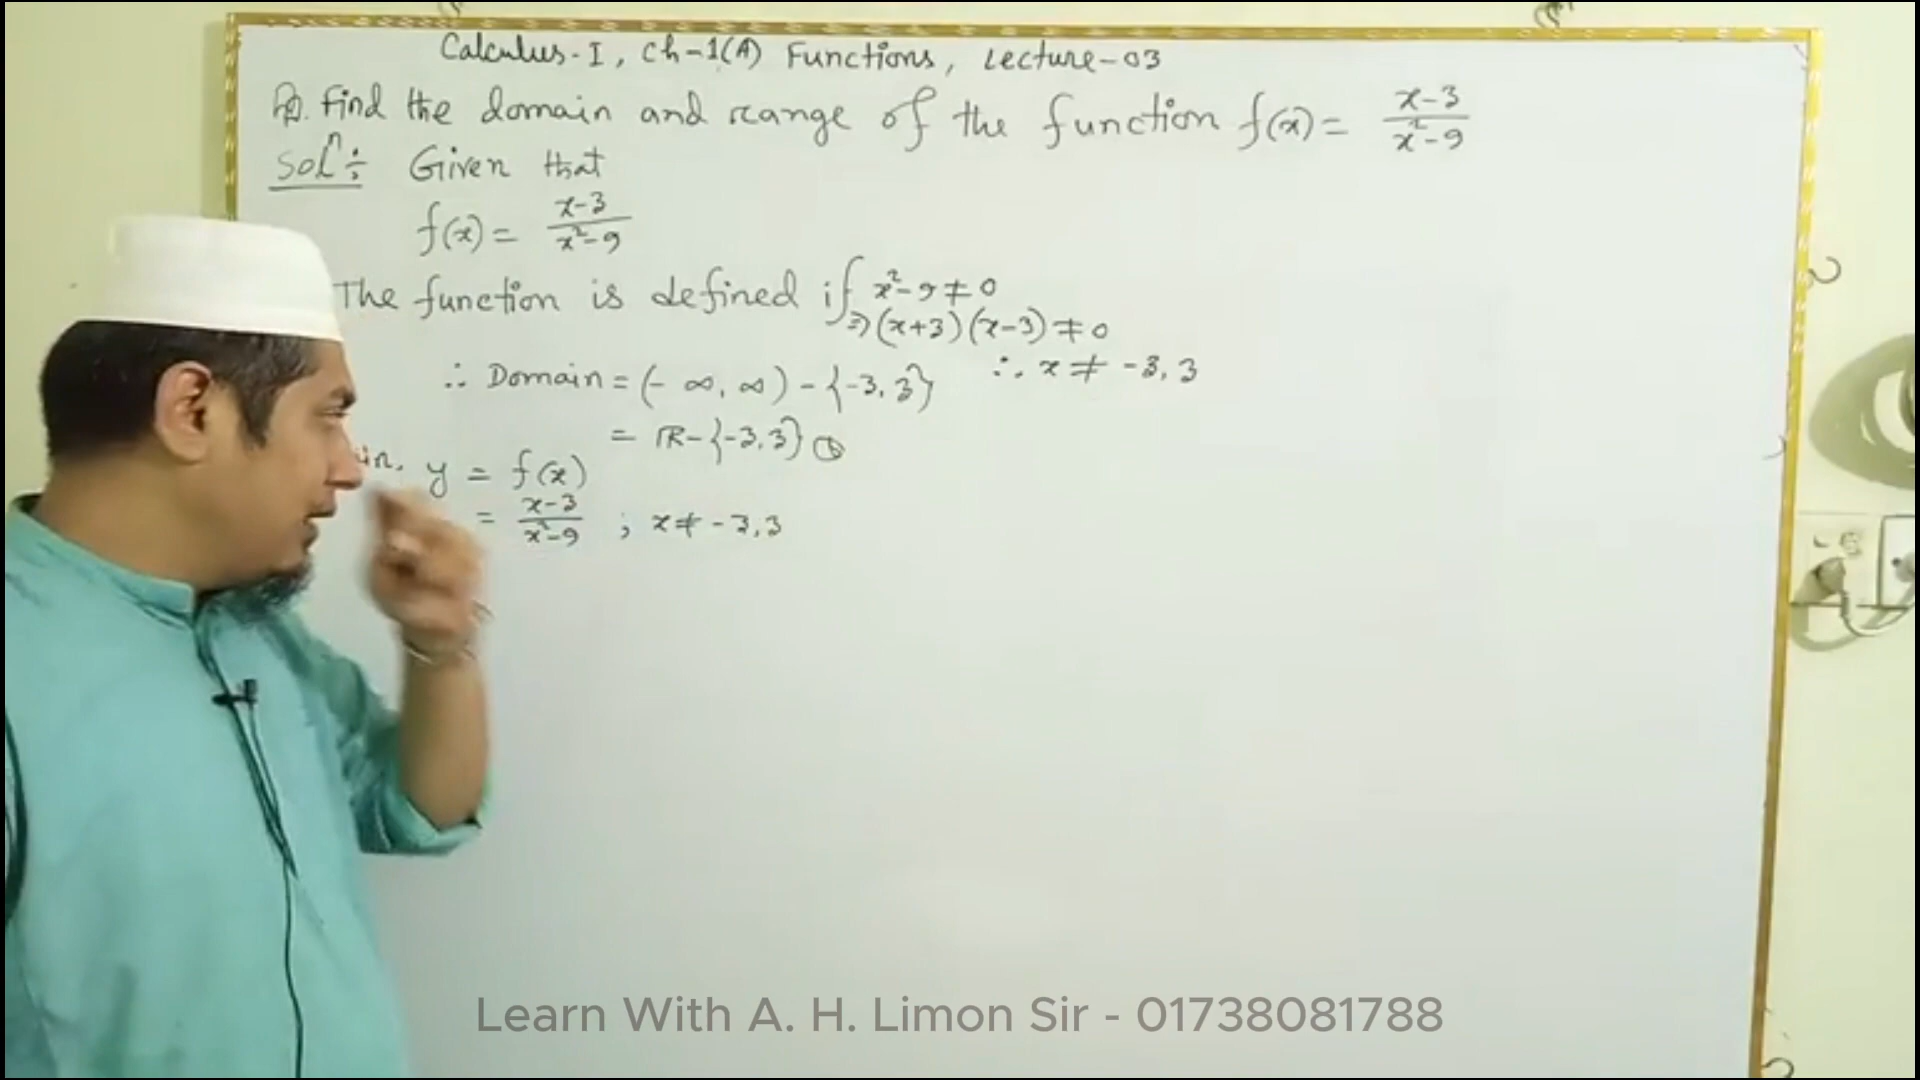 Calculus-I, Ch-1(A) Functions, Lecture-03
Find the domain and range of the function f(x) = (x-3)/(x²-9)
Solⁿ: Given that
f(x) = (x-3)/(x²-9)
The function is defined if x²-9≠0
⇒(x+3)(x-3)≠0
∴ x ≠ -3, 3
∴ Domain = (-∞, ∞) - {-3, 3}
= ℝ-{-3,3}
y = f(x)
= (x-3)/(x²-9) ; x≠ -3,3
Learn With A. H. Limon Sir - 01738081788